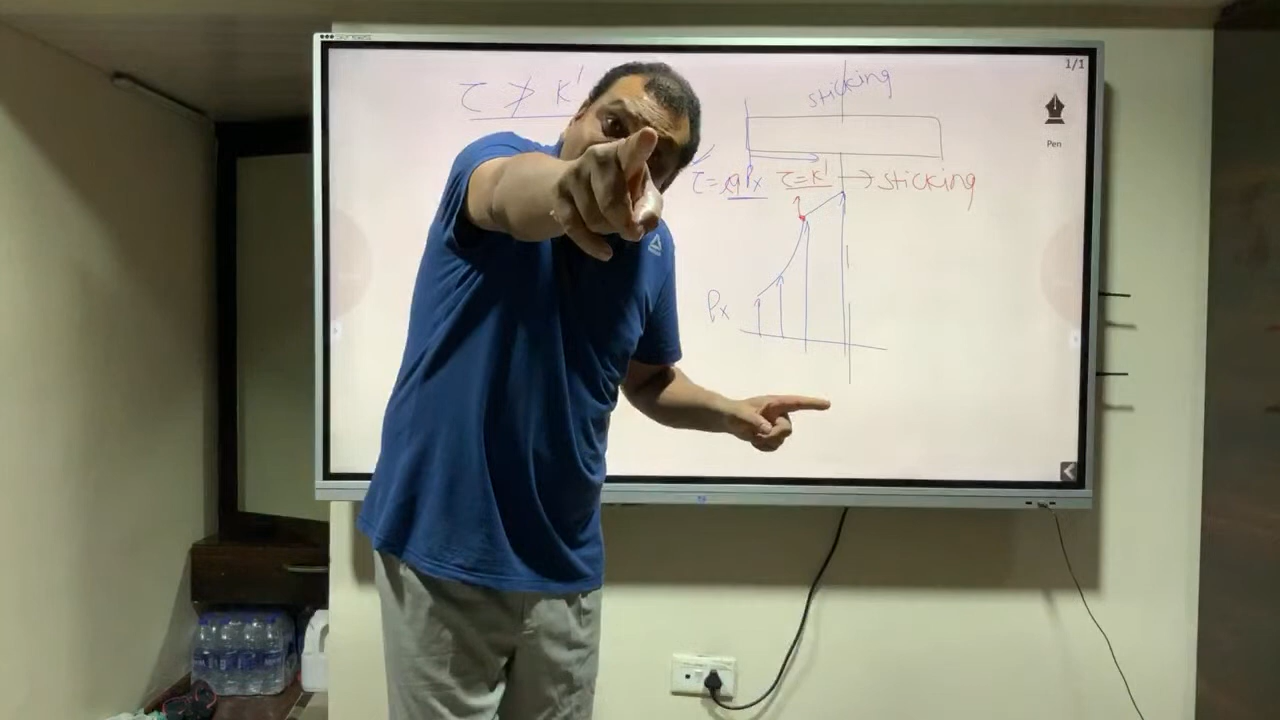 τ ≯ K'
sticking
1/1
Pen
τ=μPx τ=K' → sticking
Px